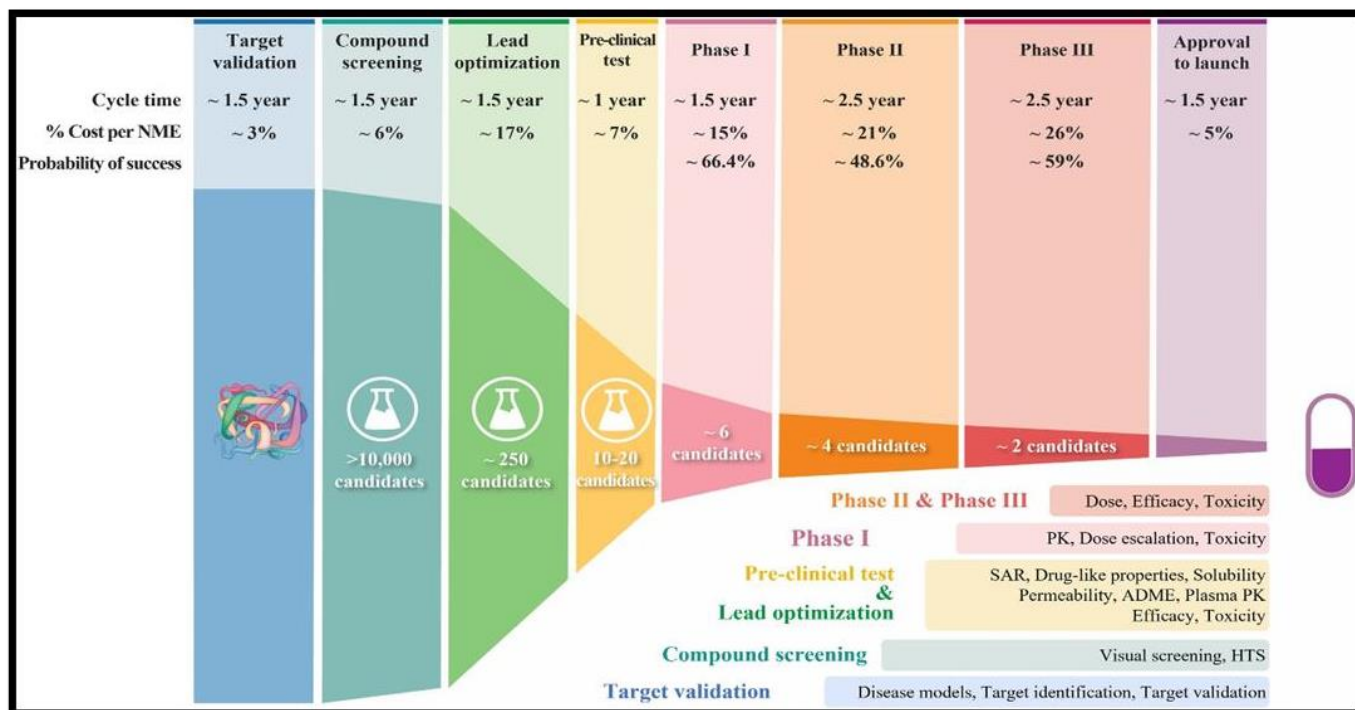 Target validation
Compound screening
Lead optimization
Pre-clinical test
Phase I
Phase II
Phase III
Approval to launch
Cycle time ~ 1.5 year ~ 1.5 year ~ 1.5 year ~ 1 year ~ 1.5 year ~ 2.5 year ~ 2.5 year ~ 1.5 year
% Cost per NME ~ 3% ~ 6% ~ 17% ~ 7% ~ 15% ~ 21% ~ 26% ~ 5%
Probability of success ~ 66.4% ~ 48.6% ~ 59%
>10,000
candidates
~ 250
candidates
10-20
candidates
~ 6
candidates
~ 4 candidates
~ 2 candidates
Phase II & Phase III Dose, Efficacy, Toxicity
Phase I PK, Dose escalation, Toxicity
Pre-clinical test
&
Lead optimization
SAR, Drug-like properties, Solubility
Permeability, ADME, Plasma PK
Efficacy, Toxicity
Compound screening Visual screening, HTS
Target validation Disease models, Target identification, Target validation